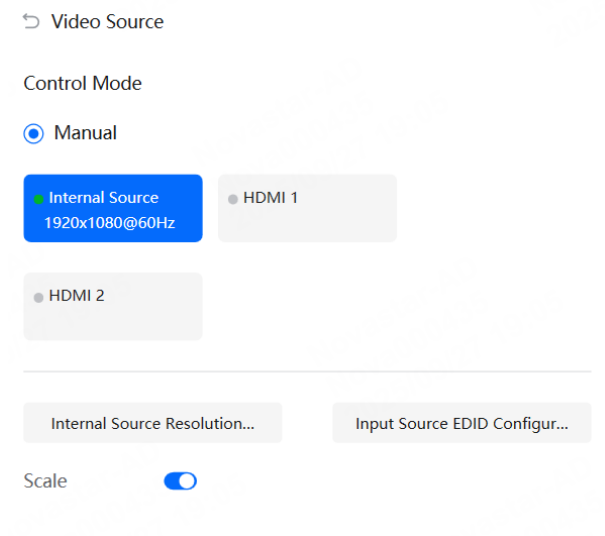 Video Source
Control Mode
Manual
Internal Source
1920x1080@60Hz
HDMI 1
HDMI 2
Internal Source Resolution...
Input Source EDID Configur...
Scale